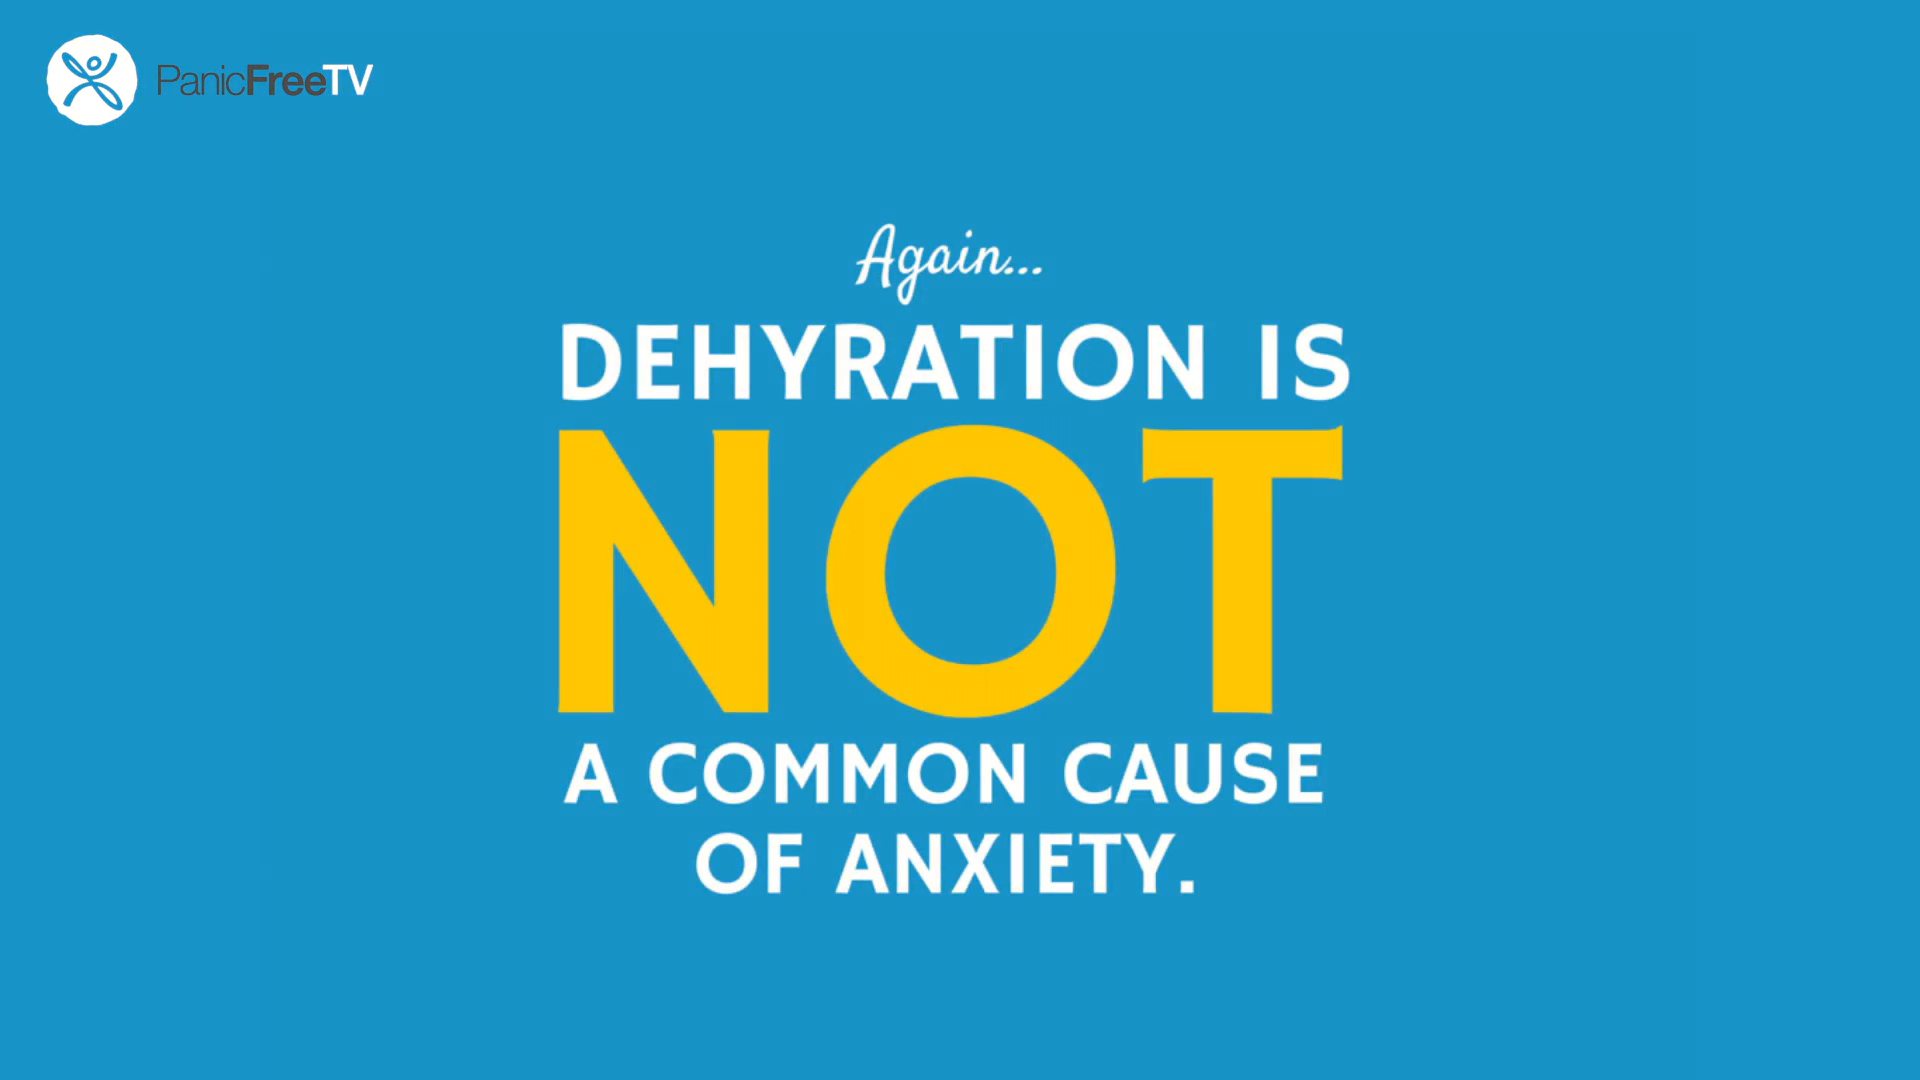 PanicFreeTV
Again...
DEHYRATION IS
NOT
A COMMON CAUSE
OF ANXIETY.